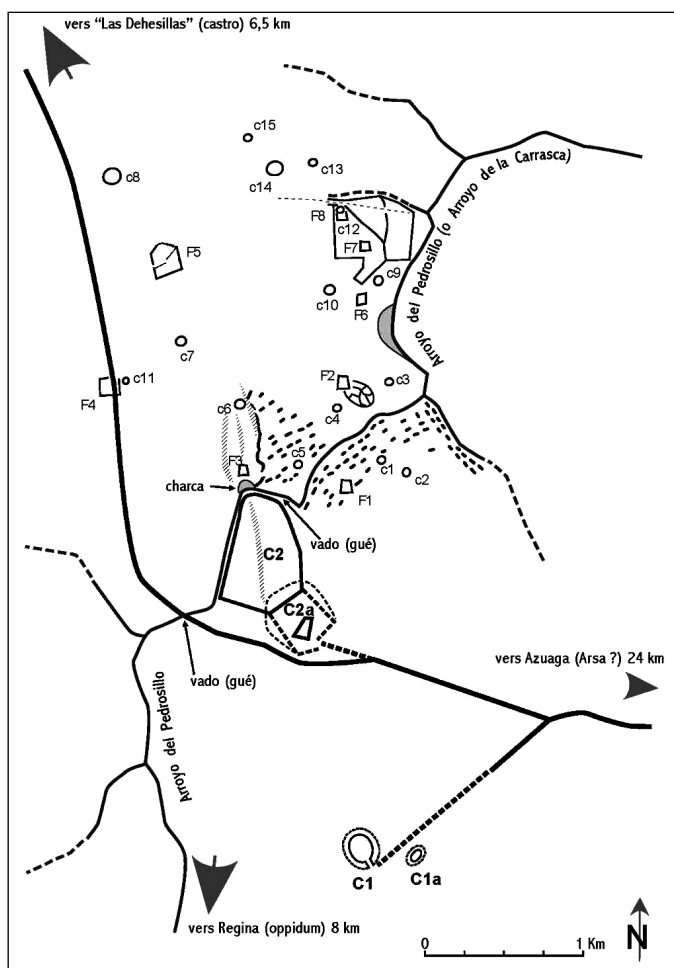 vers “Las Dehesillas” (castro) 6,5 km
c15
c13
c14
c8
Arroyo del Pedrosillo (o Arroyo de la Carrasca)
F8
c12
F7
F5
c9
c10
F6
c7
c11
F4
F2
c3
c6
c4
F3
c5
c1
c2
charca
F1
vado (gué)
C2
C2a
vers Azuaga (Arsa ?) 24 km
vado (gué)
Arroyo del Pedrosillo
C1
C1a
vers Regina (oppidum) 8 km
0
1 Km
N